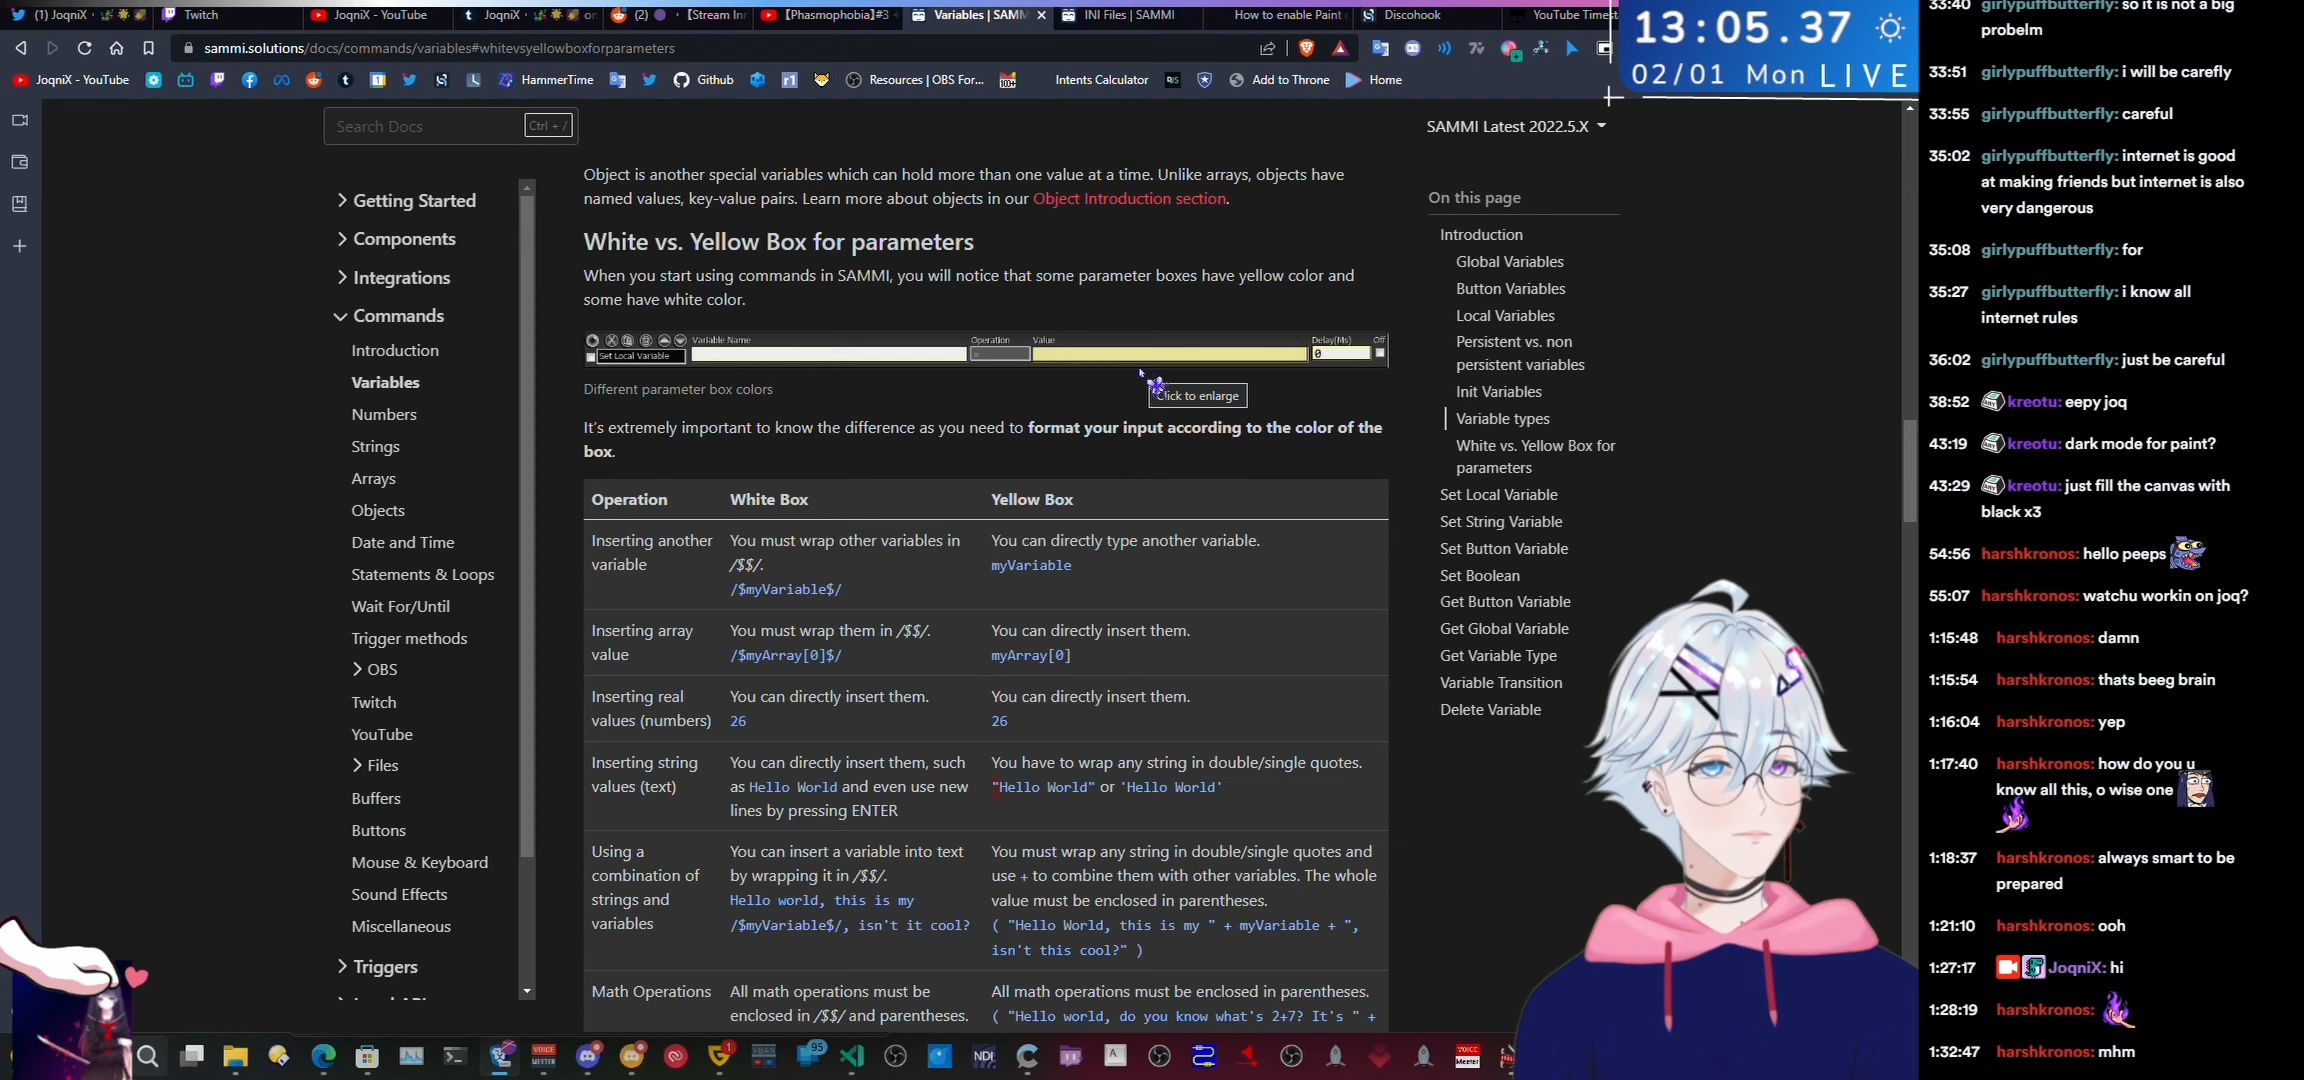 (1) JoqniX ·
Twitch
JoqniX - YouTube
JoqniX ·
(2)
[Stream Inn
【Phasmophobia】#3
Variables | SAMM
INI Files | SAMMI
How to enable Paint
Discohook
YouTube Timest
sammi.solutions/docs/commands/variables#whitevsyellowboxforparameters
JoqniX - YouTube
HammerTime
Github
Resources | OBS For...
Intents Calculator
Add to Throne
Home
13:05.37
02/01 Mon LIVE
Search Docs
Ctrl + /
SAMMI Latest 2022.5.X
Getting Started
Components
Integrations
Commands
Introduction
Variables
Numbers
Strings
Arrays
Objects
Date and Time
Statements & Loops
Wait For/Until
Trigger methods
OBS
Twitch
YouTube
Files
Buffers
Buttons
Mouse & Keyboard
Sound Effects
Miscellaneous
Triggers
Object is another special variables which can hold more than one value at a time. Unlike arrays, objects have
named values, key-value pairs. Learn more about objects in our Object Introduction section.
White vs. Yellow Box for parameters
When you start using commands in SAMMI, you will notice that some parameter boxes have yellow color and
some have white color.
Variable Name
Operation
Value
Delay(Ms)
Off
Set Local Variable
=
0
Click to enlarge
Different parameter box colors
It's extremely important to know the difference as you need to format your input according to the color of the
box.
Operation
White Box
Yellow Box
Inserting another
variable
You must wrap other variables in
/$$/.
/$myVariable$/
You can directly type another variable.
myVariable
Inserting array
value
You must wrap them in /$$/.
/$myArray[0]$/
You can directly insert them.
myArray[0]
Inserting real
values (numbers)
You can directly insert them.
26
You can directly insert them.
26
Inserting string
values (text)
You can directly insert them, such
as Hello World and even use new
lines by pressing ENTER
You have to wrap any string in double/single quotes.
"Hello World" or 'Hello World'
Using a
combination of
strings and
variables
You can insert a variable into text
by wrapping it in /$$/.
Hello world, this is my
/$myVariable$/, isn't it cool?
You must wrap any string in double/single quotes and
use + to combine them with other variables. The whole
value must be enclosed in parentheses.
( "Hello World, this is my " + myVariable + ",
isn't this cool?" )
Math Operations
All math operations must be
enclosed in /$$/ and parentheses.
All math operations must be enclosed in parentheses.
( "Hello world, do you know what's 2+7? It's " +
On this page
Introduction
Global Variables
Button Variables
Local Variables
Persistent vs. non
persistent variables
Init Variables
Variable types
White vs. Yellow Box for
parameters
Set Local Variable
Set String Variable
Set Button Variable
Set Boolean
Get Button Variable
Get Global Variable
Get Variable Type
Variable Transition
Delete Variable
33:40 girlypuffbutterfly: so it is not a big
probelm
33:51 girlypuffbutterfly: i will be carefly
33:55 girlypuffbutterfly: careful
35:02 girlypuffbutterfly: internet is good
at making friends but internet is also
very dangerous
35:08 girlypuffbutterfly: for
35:27 girlypuffbutterfly: i know all
internet rules
36:02 girlypuffbutterfly: just be careful
38:52 kreotu: eepy joq
43:19 kreotu: dark mode for paint?
43:29 kreotu: just fill the canvas with
black x3
54:56 harshkronos: hello peeps
55:07 harshkronos: watchu workin on joq?
1:15:48 harshkronos: damn
1:15:54 harshkronos: thats beeg brain
1:16:04 harshkronos: yep
1:17:40 harshkronos: how do you u
know all this, o wise one
1:18:37 harshkronos: always smart to be
prepared
1:21:10 harshkronos: ooh
1:27:17 JoqniX: hi
1:28:19 harshkronos:
1:32:47 harshkronos: mhm
VOICE
MEETER
1
VBAN
95
NDI
A
VOICE
Meeter